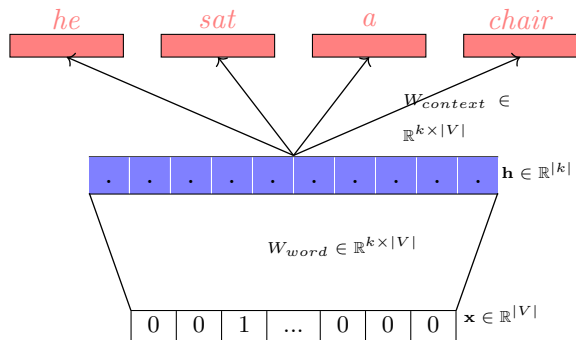 he sat a chair
W_context ∈
ℝ^{k×|V|}
. . . . . . . . . . h ∈ ℝ^{|k|}
W_word ∈ ℝ^{k×|V|}
0 0 1 ... 0 0 0 x ∈ ℝ^{|V|}